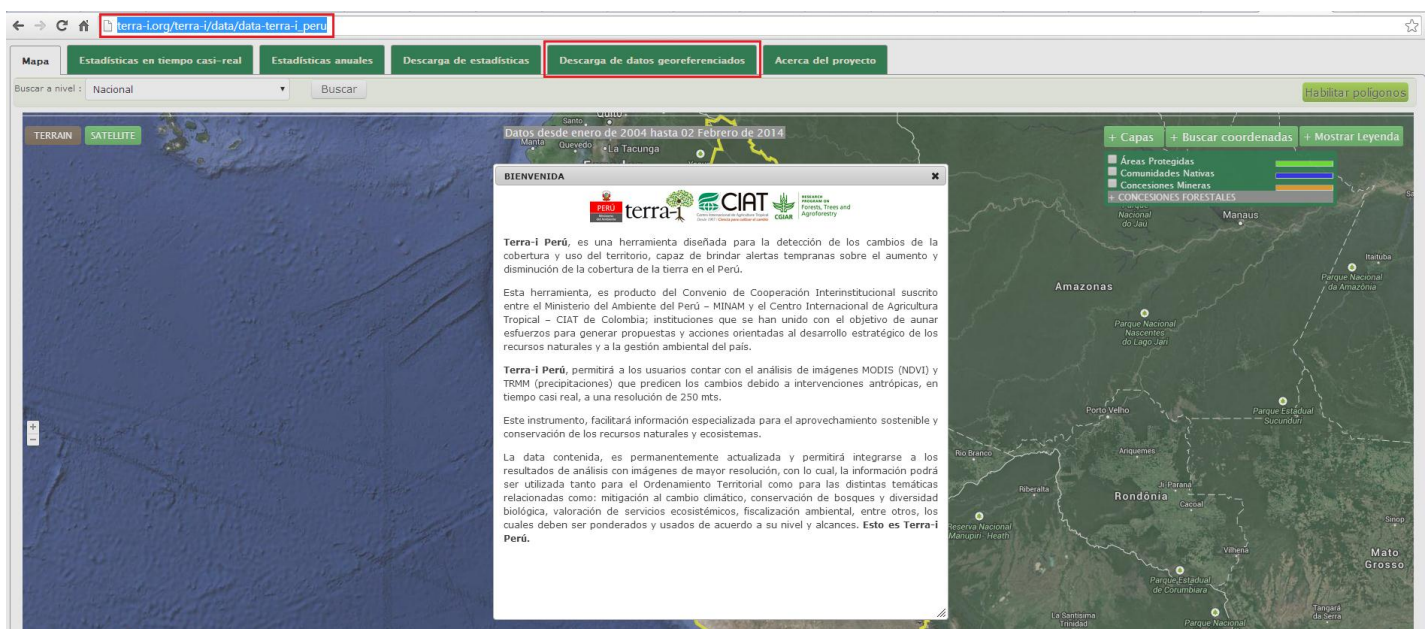 terra-i.org/terra-i/data/data-terra-i_peru
Mapa Estadísticas en tiempo casi-real Estadísticas anuales Descarga de estadísticas Descarga de datos georeferenciados Acerca del proyecto
Buscar a nivel : Nacional Buscar Habilitar polígonos
TERRAIN SATELLITE
Datos desde enero de 2004 hasta 02 Febrero de 2014
+ Capas + Buscar coordenadas + Mostrar Leyenda
Áreas Protegidas
Comunidades Nativas
Concesiones Mineras
+ CONCESIONES FORESTALES
Santo
Quito
Manta
Quevedo
La Tacunga
BIENVENIDA
PERÚ terra-i CIAT CGIAR
RESEARCH PROGRAM ON
Forests, Trees and
Agroforestry
Terra-i Perú, es una herramienta diseñada para la detección de los cambios de la
cobertura y uso del territorio, capaz de brindar alertas tempranas sobre el aumento y
disminución de la cobertura de la tierra en el Perú.
Esta herramienta, es producto del Convenio de Cooperación Interinstitucional suscrito
entre el Ministerio del Ambiente del Perú – MINAM y el Centro Internacional de Agricultura
Tropical – CIAT de Colombia; instituciones que se han unido con el objetivo de aunar
esfuerzos para generar propuestas y acciones orientadas al desarrollo estratégico de los
recursos naturales y a la gestión ambiental del país.
Terra-i Perú, permitirá a los usuarios contar con el análisis de imágenes MODIS (NDVI) y
TRMM (precipitaciones) que predicen los cambios debido a intervenciones antrópicas, en
tiempo casi real, a una resolución de 250 mts.
Este instrumento, facilitará información especializada para el aprovechamiento sostenible y
conservación de los recursos naturales y ecosistemas.
La data contenida, es permanentemente actualizada y permitirá integrarse a los
resultados de análisis con imágenes de mayor resolución, con lo cual, la información podrá
ser utilizada tanto para el Ordenamiento Territorial como para las distintas temáticas
relacionadas como: mitigación al cambio climático, conservación de bosques y diversidad
biológica, valoración de servicios ecosistémicos, fiscalización ambiental, entre otros, los
cuales deben ser ponderados y usados de acuerdo a su nivel y alcances. Esto es Terra-i
Perú.
Nacional
do Jaú
Manaus
Itaituba
Parque Nacional
da Amazônia
Amazonas
Parque Nacional
Nascentes
do Lago Jari
Porto Velho
Parque Estadual
Sucunduri
Rio Branco
Ariquemes
Ji-Paraná
Riberalta
Rondônia
Cacoal
Reserva Nacional
Manuripi- Heath
Sinop
Vilhena
Mato
Grosso
Parque Estadual
de Corumbiara
La Santisima
Trinidad
Parque Nacional
Tangará
da Serra